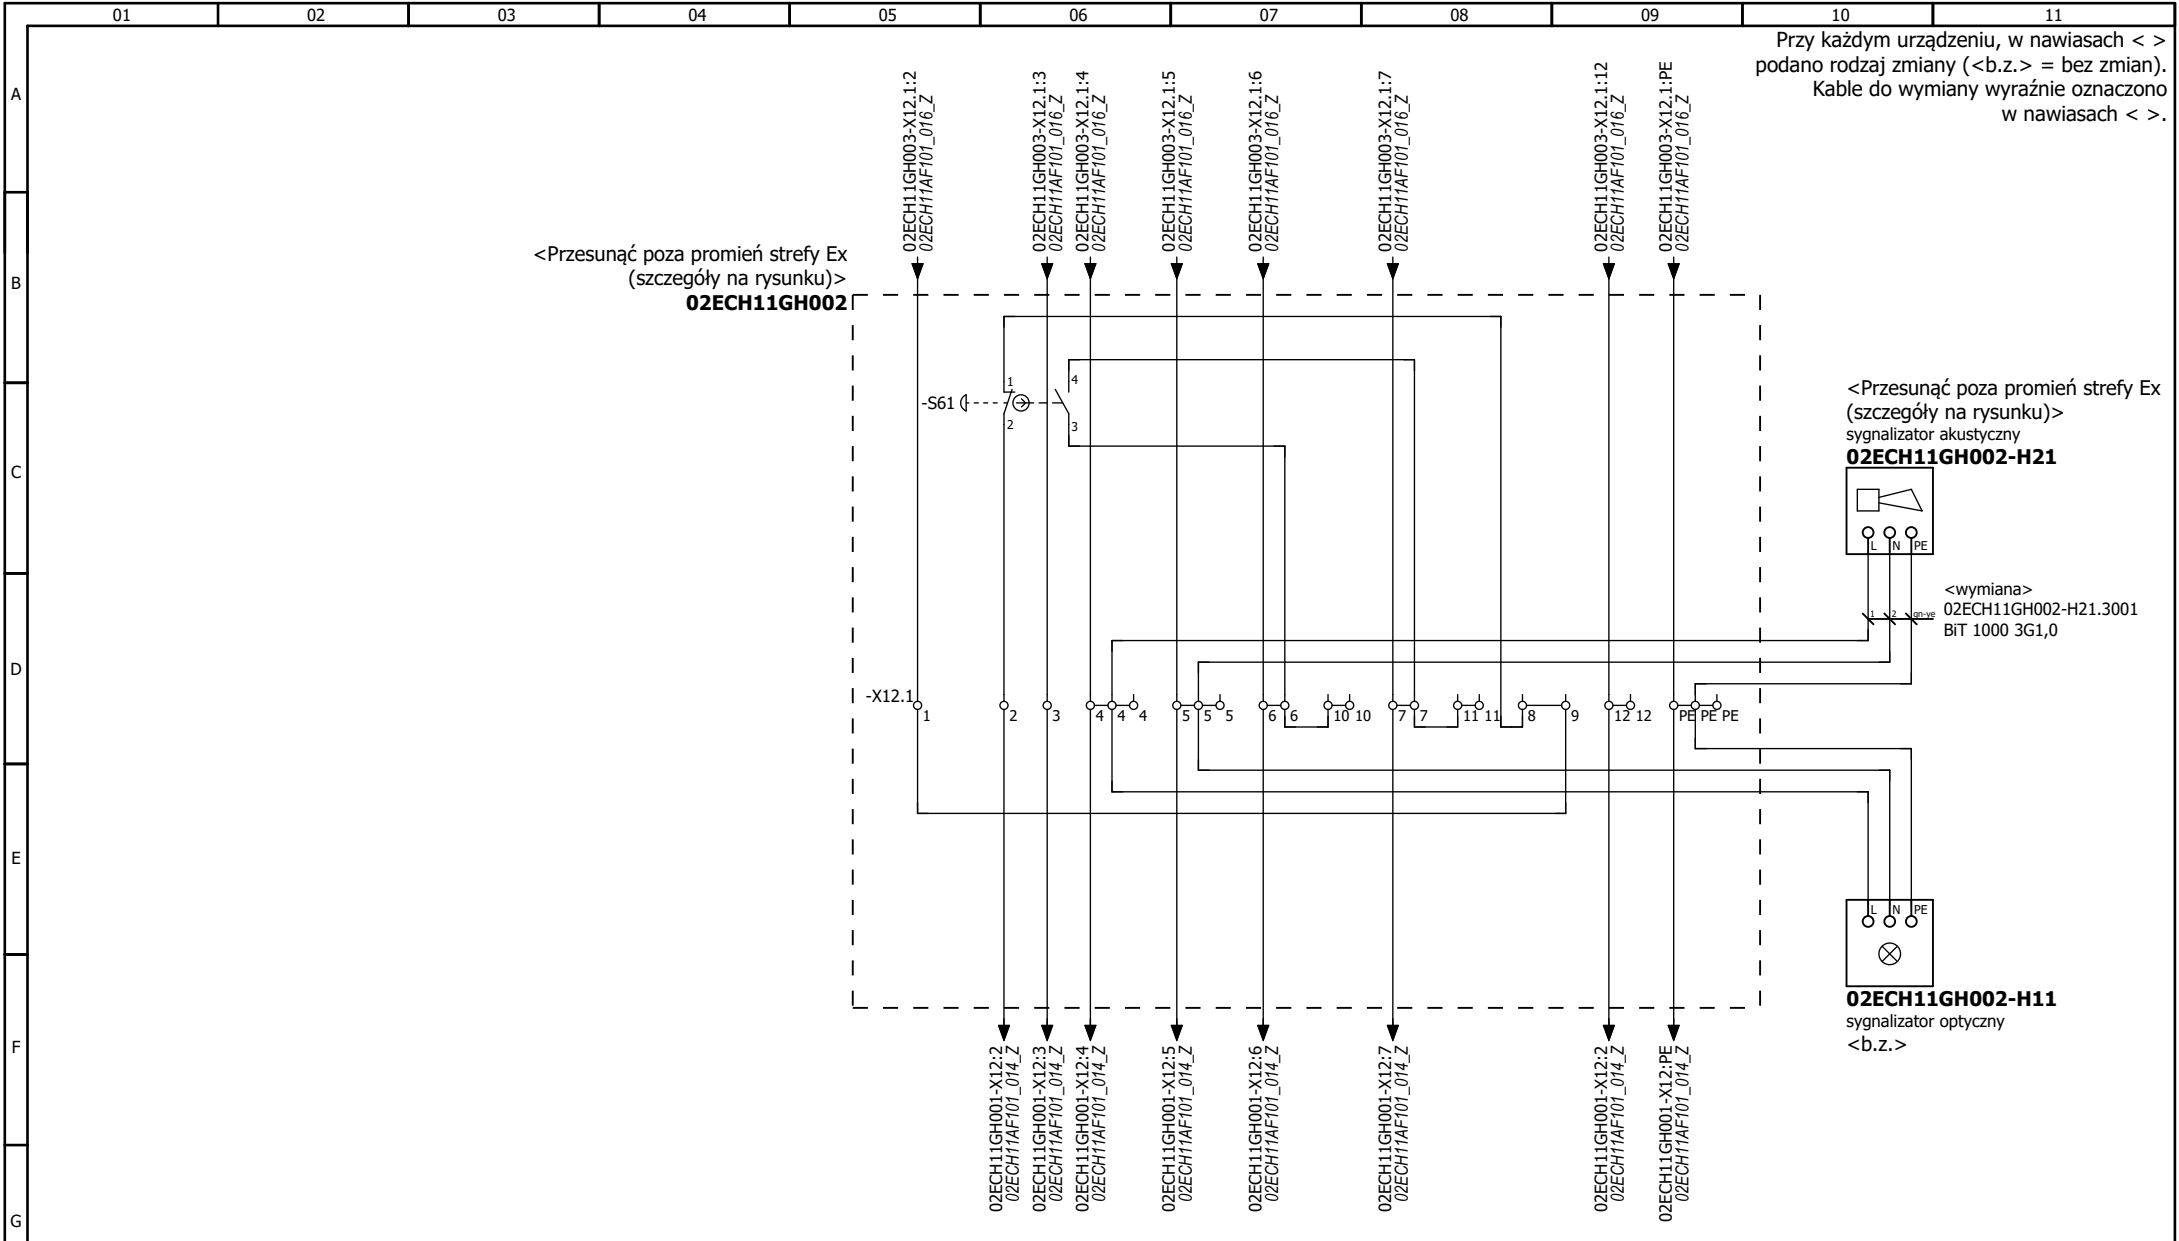 01 02 03 04 05 06 07 08 09 10 11
Przy każdym urządzeniu, w nawiasach < >
podano rodzaj zmiany (<b.z.> = bez zmian).
Kable do wymiany wyraźnie oznaczono
w nawiasach < >.
A
B
C
D
E
F
G
02ECH11GH003-X12.1:2
02ECH11AF101_016_Z
02ECH11GH003-X12.1:3
02ECH11AF101_016_Z
02ECH11GH003-X12.1:4
02ECH11AF101_016_Z
02ECH11GH003-X12.1:5
02ECH11AF101_016_Z
02ECH11GH003-X12.1:6
02ECH11AF101_016_Z
02ECH11GH003-X12.1:7
02ECH11AF101_016_Z
02ECH11GH003-X12.1:12
02ECH11AF101_016_Z
02ECH11GH003-X12.1:PE
02ECH11AF101_016_Z
<Przesunąć poza promień strefy Ex
(szczegóły na rysunku)>
02ECH11GH002
1
4
-S61
2
3
<Przesunąć poza promień strefy Ex
(szczegóły na rysunku)>
sygnalizator akustyczny
02ECH11GH002-H21
L N PE
1 2 gn-ye
<wymiana>
02ECH11GH002-H21.3001
BiT 1000 3G1,0
-X12.1
1 2 3 4 4 4 5 5 5 6 6 10 10 7 7 11 11 8 9 12 12 PE PE PE
L N PE
02ECH11GH002-H11
sygnalizator optyczny
<b.z.>
02ECH11GH001-X12:2
02ECH11AF101_014_Z
02ECH11GH001-X12:3
02ECH11AF101_014_Z
02ECH11GH001-X12:4
02ECH11AF101_014_Z
02ECH11GH001-X12:5
02ECH11AF101_014_Z
02ECH11GH001-X12:6
02ECH11AF101_014_Z
02ECH11GH001-X12:7
02ECH11AF101_014_Z
02ECH11GH001-X12:2
02ECH11AF101_014_Z
02ECH11GH001-X12:PE
02ECH11AF101_014_Z